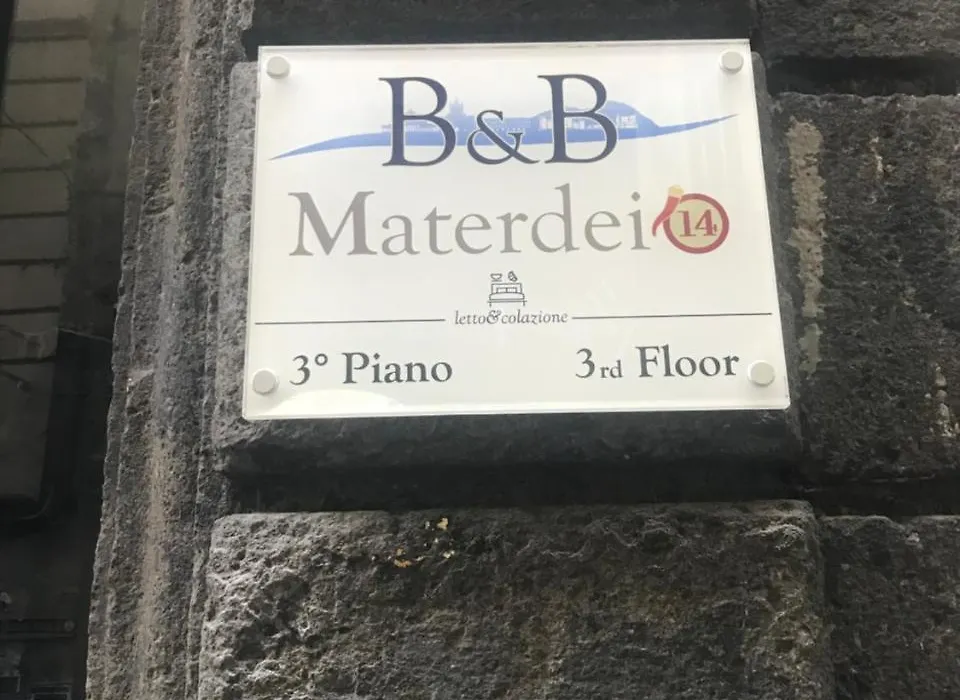 B&B
Materdei 14
letto&colazione
3° Piano 3rd Floor